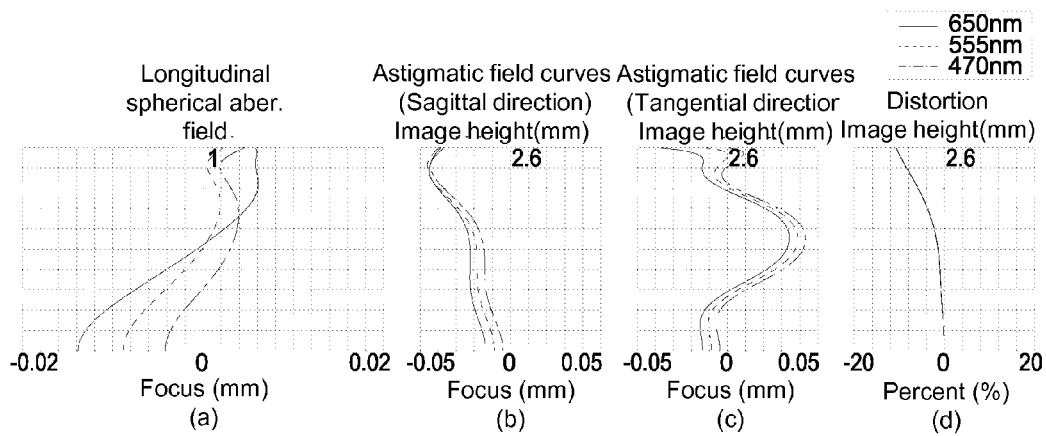 650nm
555nm
470nm
Longitudinal
spherical aber.
field.
1
-0.02 0 0.02
Focus (mm)
(a)
Astigmatic field curves
(Sagittal direction)
Image height(mm)
2.6
-0.05 0 0.05
Focus (mm)
(b)
Astigmatic field curves
(Tangential directior
Image height(mm)
2.6
-0.05 0 0.05
Focus (mm)
(c)
Distortion
Image height(mm)
2.6
-20 0 20
Percent (%)
(d)